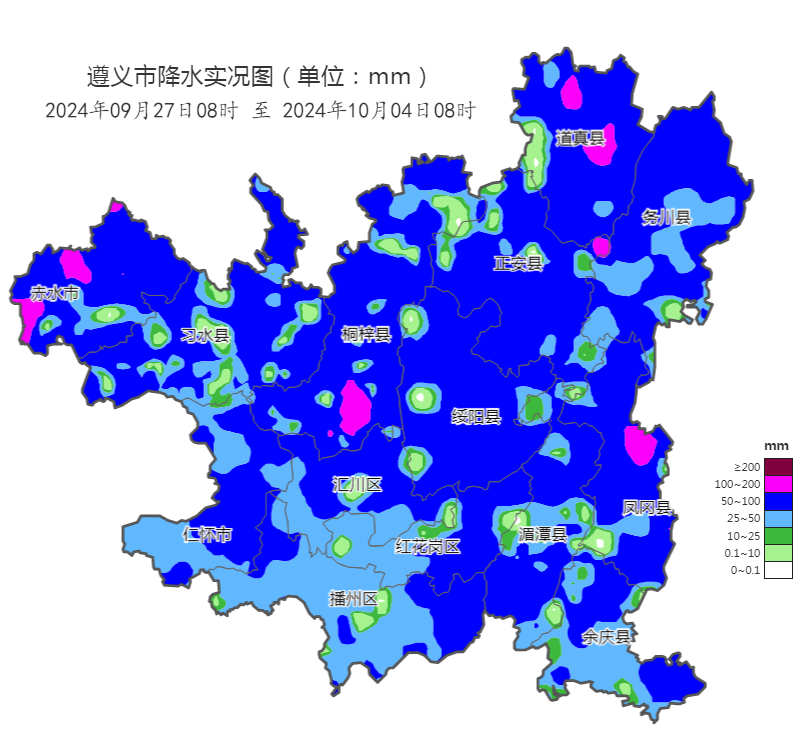 遵义市降水实况图（单位：mm）
2024年09月27日08时 至 2024年10月04日08时
道真县
务川县
正安县
赤水市
习水县
桐梓县
绥阳县
汇川区
凤冈县
仁怀市
红花岗区
湄潭县
播州区
余庆县
mm
≥200
100~200
50~100
25~50
10~25
0.1~10
0~0.1